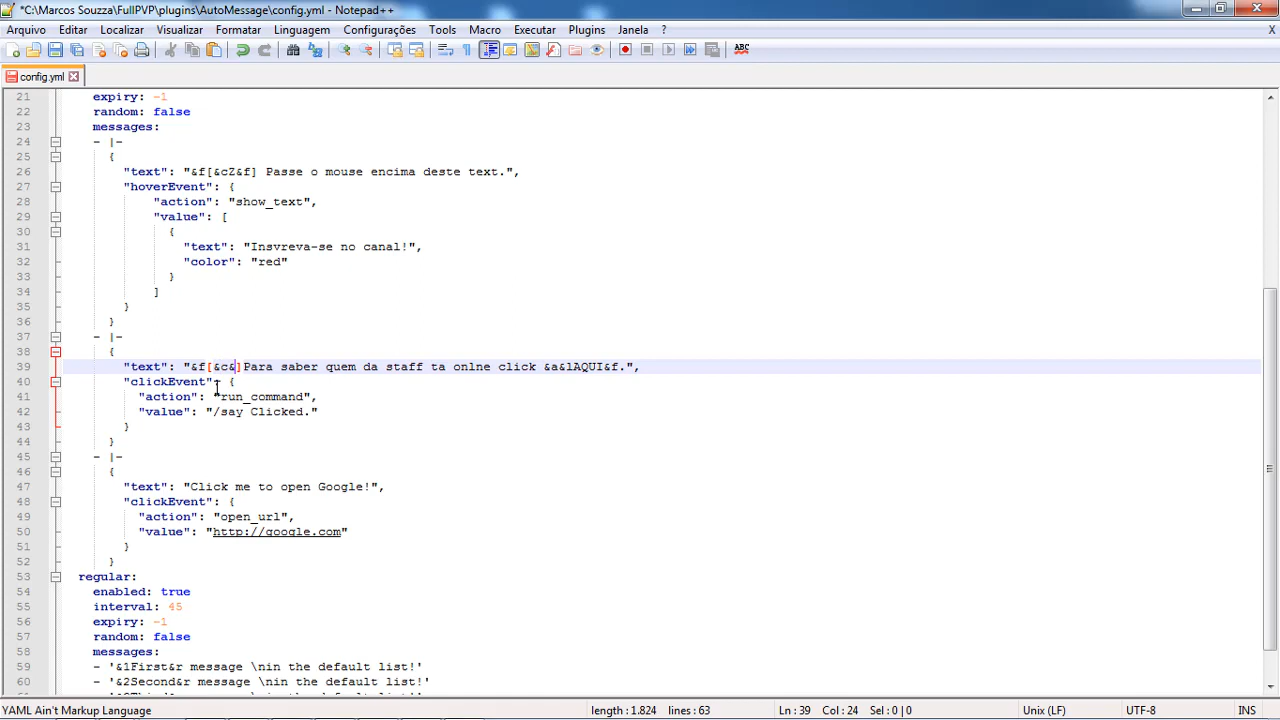 *C:\Marcos Souzza\FullPVP\plugins\AutoMessage\config.yml - Notepad++
Arquivo Editar Localizar Visualizar Formatar Linguagem Configurações Tools Macro Executar Plugins Janela ? X
ABC
config.yml
21 expiry: -1
22 random: false
23 messages:
24 - |-
25 {
26 "text": "&f[&cZ&f] Passe o mouse encima deste text.",
27 "hoverEvent": {
28 "action": "show_text",
29 "value": [
30 {
31 "text": "Insvreva-se no canal!",
32 "color": "red"
33 }
34 ]
35 }
36 }
37 - |-
38 {
39 "text": "&f[&c&]Para saber quem da staff ta onlne click &a&lAQUI&f.",
40 "clickEvent": {
41 "action": "run_command",
42 "value": "/say Clicked."
43 }
44 }
45 - |-
46 {
47 "text": "Click me to open Google!",
48 "clickEvent": {
49 "action": "open_url",
50 "value": "http://google.com"
51 }
52 }
53 regular:
54 enabled: true
55 interval: 45
56 expiry: -1
57 random: false
58 messages:
59 - '&1First&r message \nin the default list!'
60 - '&2Second&r message \nin the default list!'
YAML Ain't Markup Language length : 1.824 lines : 63 Ln : 39 Col : 24 Sel : 0 | 0 Unix (LF) UTF-8 INS